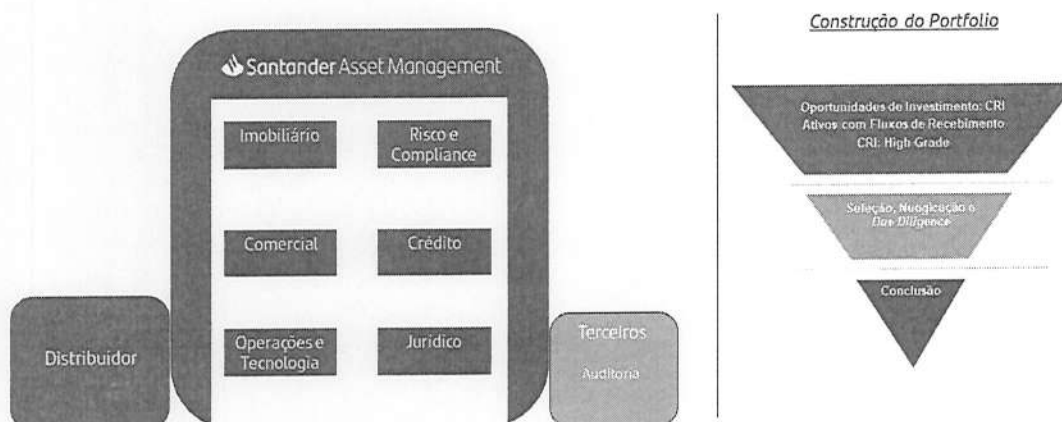 Santander Asset Management
Imobiliário
Risco e
Compliance
Comercial
Crédito
Operações e
Tecnologia
Jurídico
Distribuidor
Terceiros
Auditoria
Construção do Portfolio
Oportunidades de Investimento: CRI
Ativos com Fluxos de Recebimento
CRI: High Grade
Seleção,
Due Diligence
Conclusão